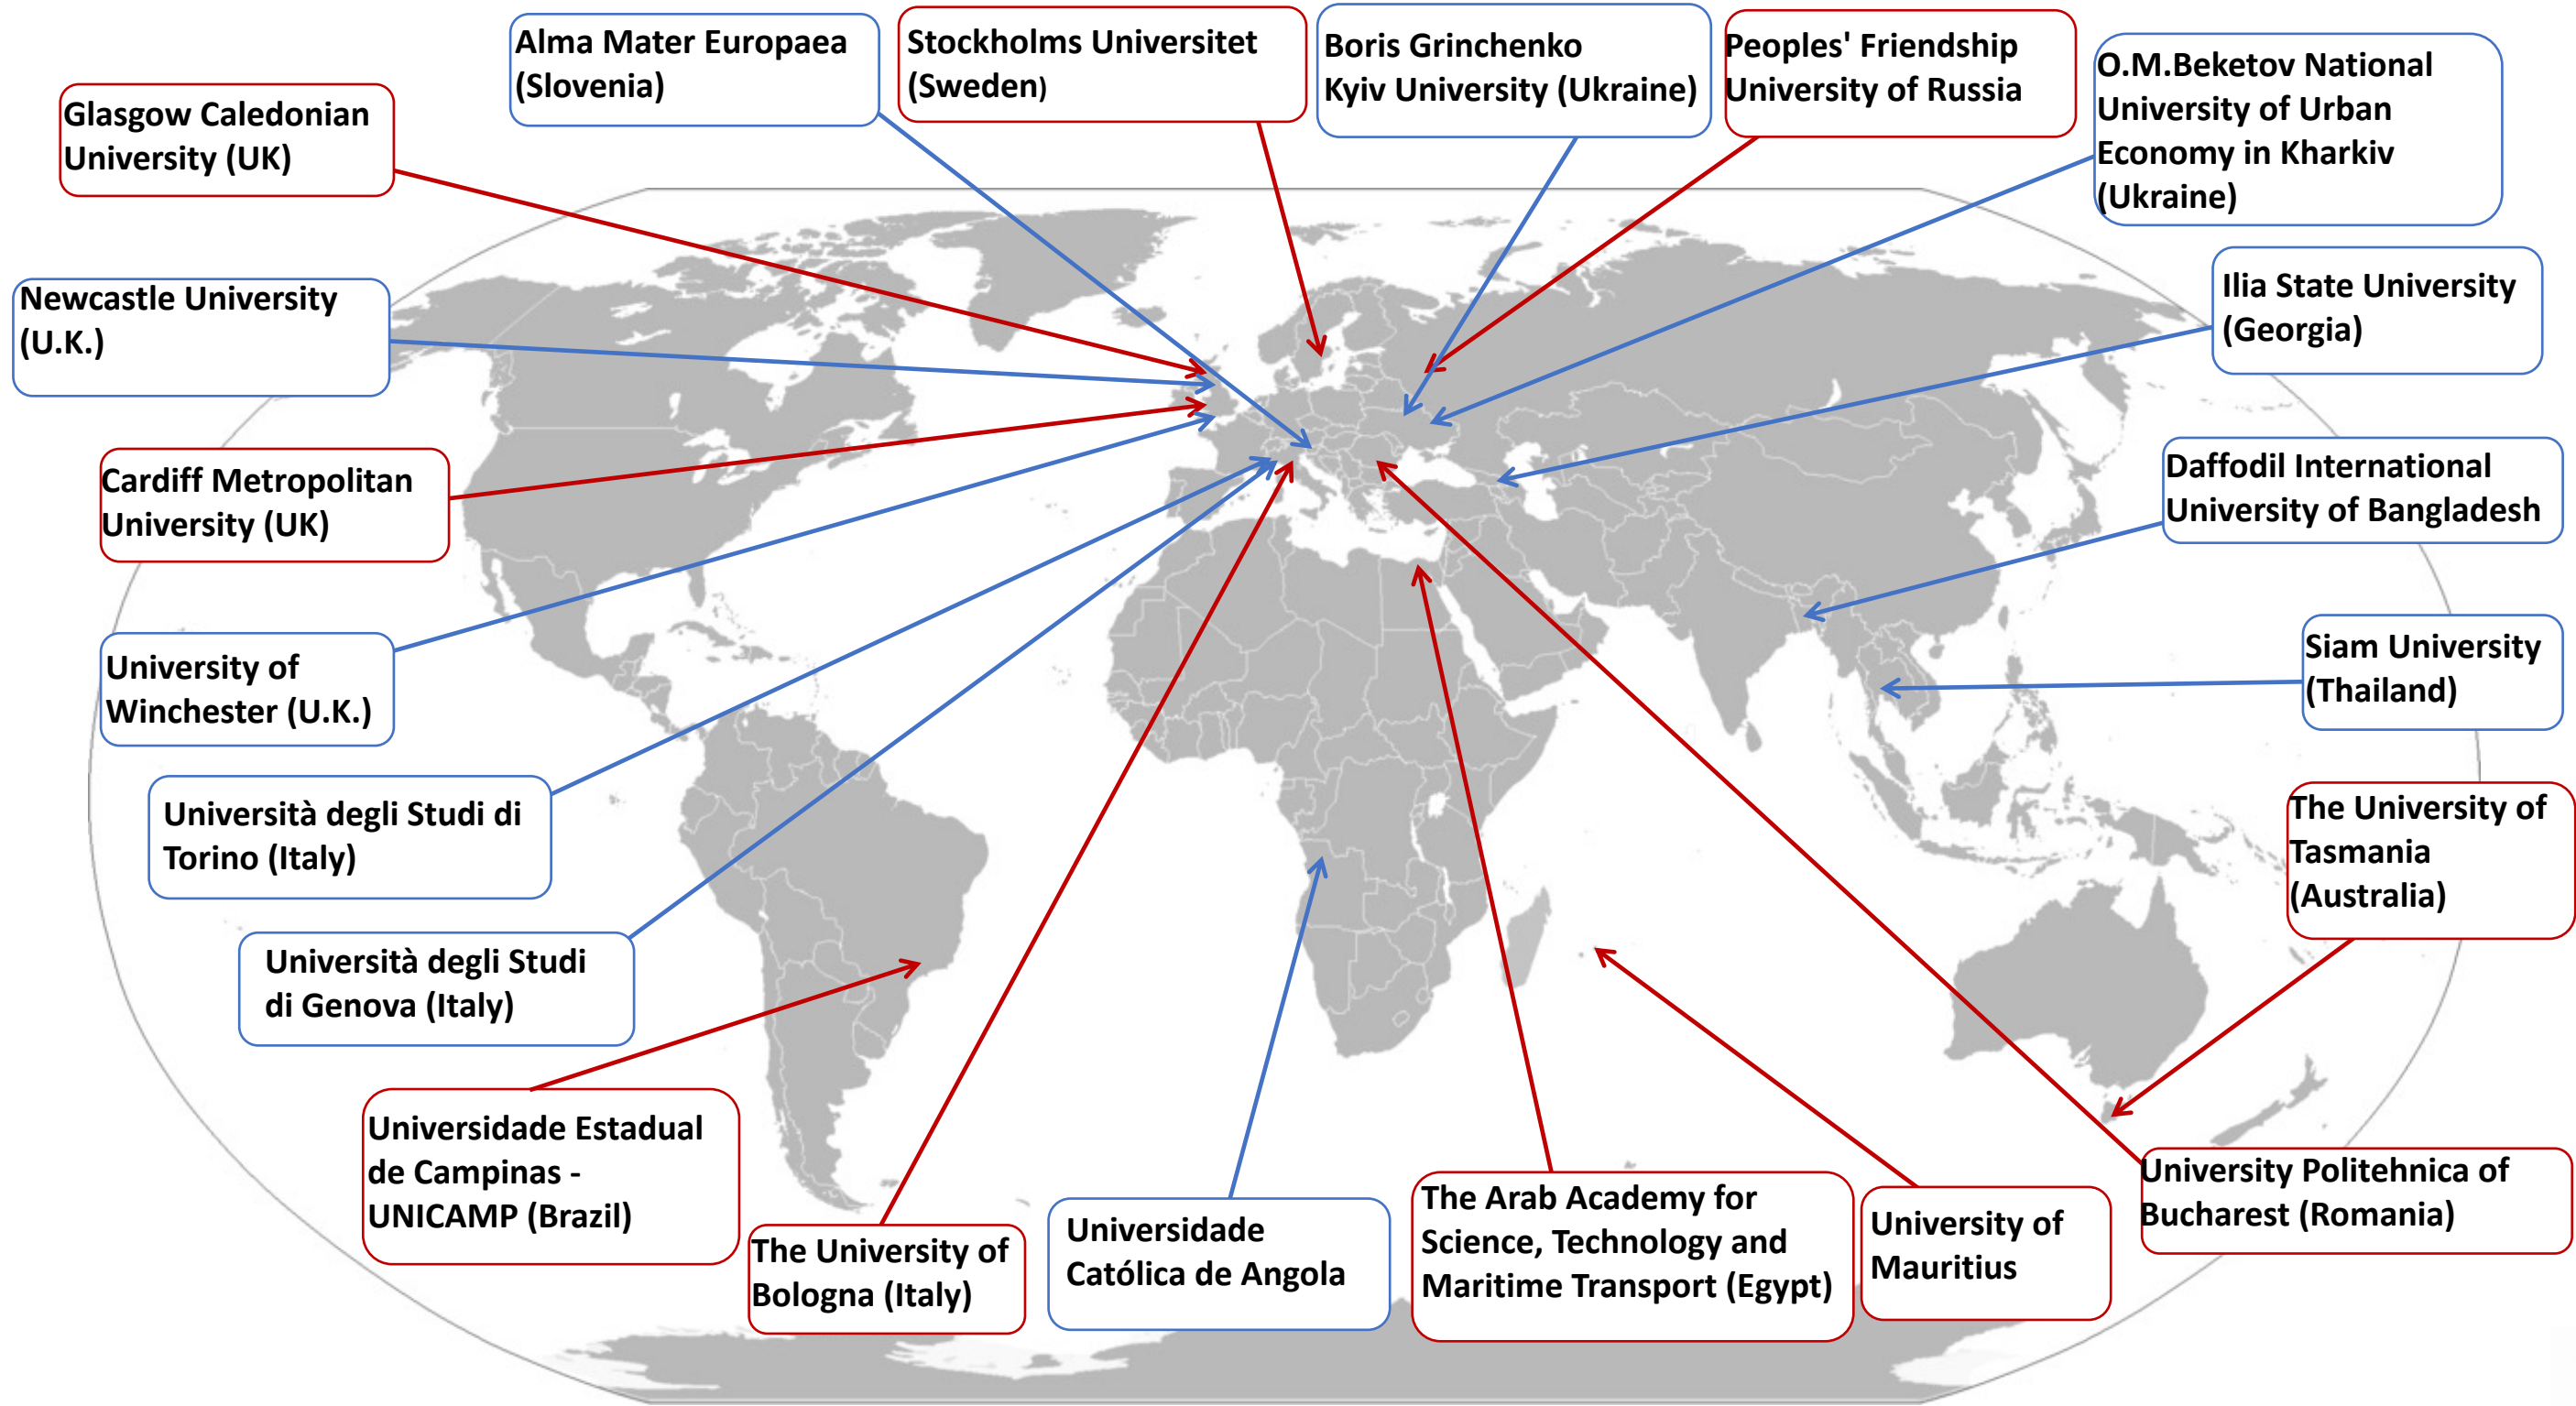 Alma Mater Europaea
(Slovenia)
Stockholms Universitet
(Sweden)
Boris Grinchenko
Kyiv University (Ukraine)
Peoples' Friendship
University of Russia
O.M.Beketov National
University of Urban
Economy in Kharkiv
(Ukraine)
Glasgow Caledonian
University (UK)
Newcastle University
(U.K.)
Ilia State University
(Georgia)
Cardiff Metropolitan
University (UK)
Daffodil International
University of Bangladesh
University of
Winchester (U.K.)
Siam University
(Thailand)
Università degli Studi di
Torino (Italy)
The University of
Tasmania
(Australia)
Università degli Studi
di Genova (Italy)
Universidade Estadual
de Campinas -
UNICAMP (Brazil)
The University of
Bologna (Italy)
Universidade
Católica de Angola
The Arab Academy for
Science, Technology and
Maritime Transport (Egypt)
University of
Mauritius
University Politehnica of
Bucharest (Romania)